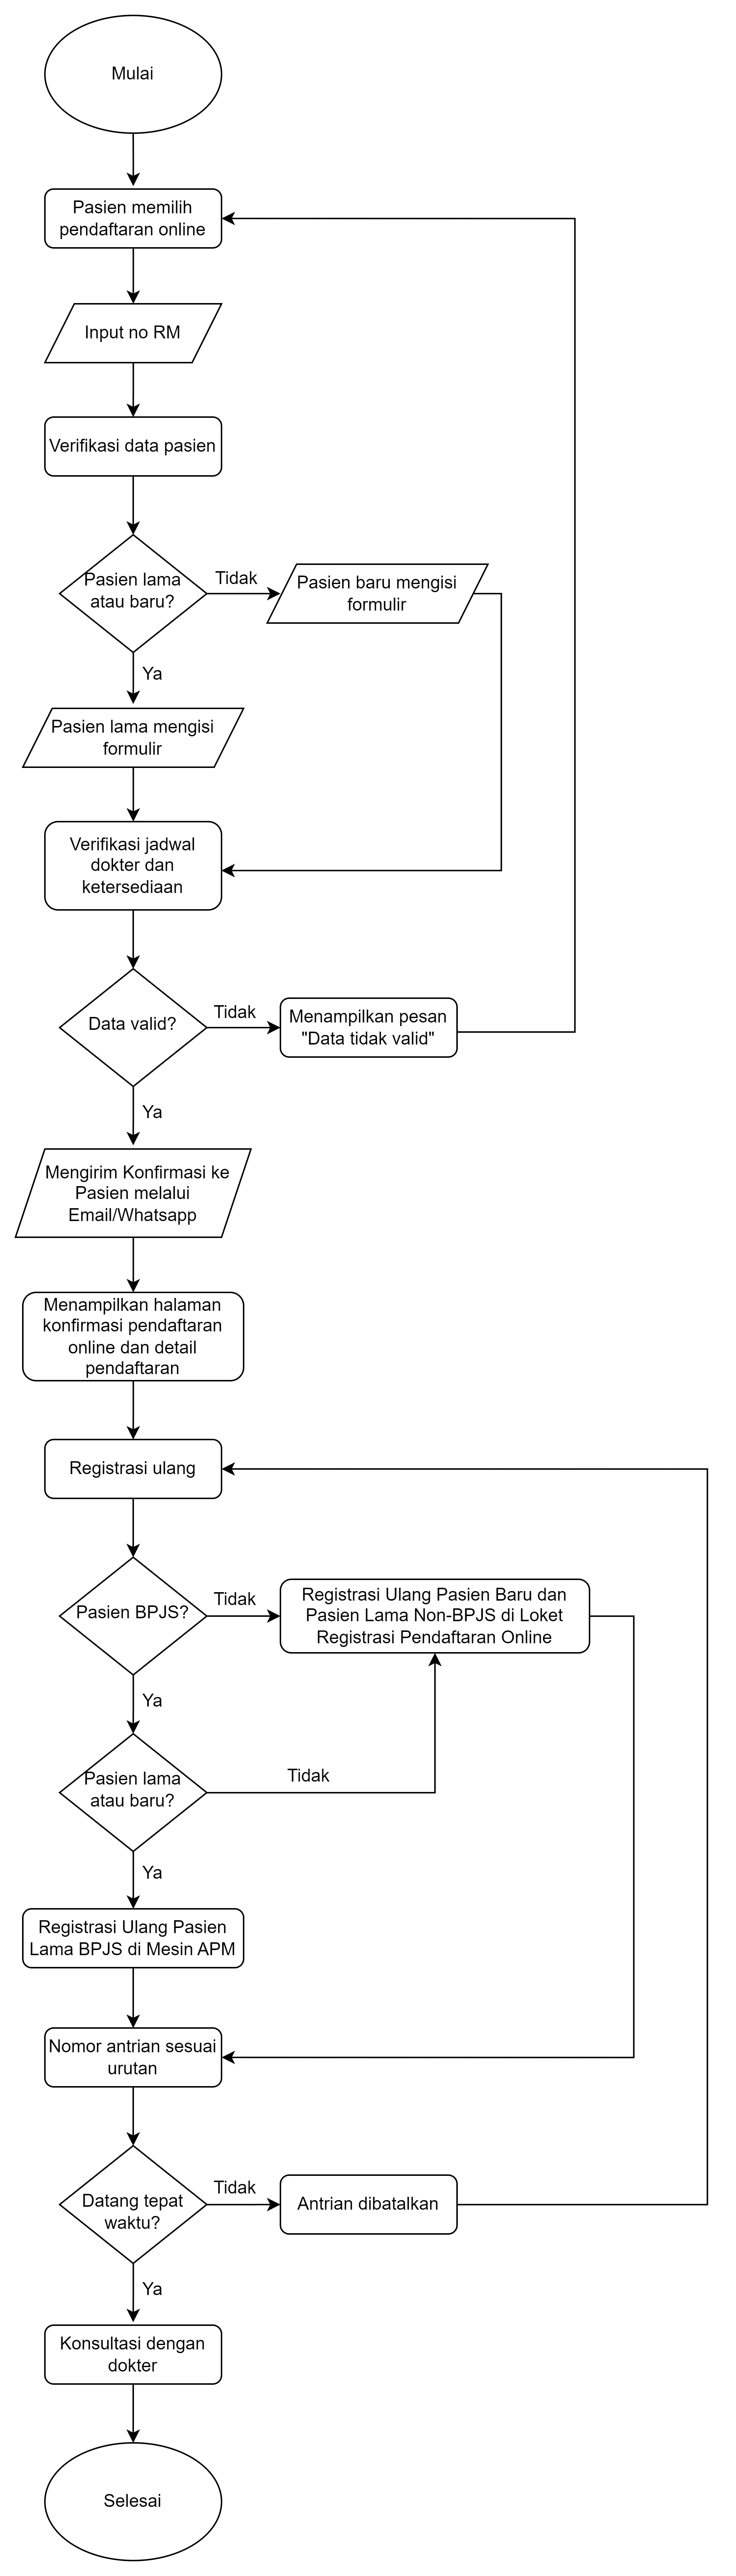 Mulai
Pasien memilih
pendaftaran online
Input no RM
Verifikasi data pasien
Pasien lama
atau baru?
Tidak
Pasien baru mengisi
formulir
Ya
Pasien lama mengisi
formulir
Verifikasi jadwal
dokter dan
ketersediaan
Data valid?
Tidak
Menampilkan pesan
"Data tidak valid"
Ya
Mengirim Konfirmasi ke
Pasien melalui
Email/Whatsapp
Menampilkan halaman
konfirmasi pendaftaran
online dan detail
pendaftaran
Registrasi ulang
Pasien BPJS?
Tidak
Registrasi Ulang Pasien Baru dan
Pasien Lama Non-BPJS di Loket
Registrasi Pendaftaran Online
Ya
Pasien lama
atau baru?
Tidak
Ya
Registrasi Ulang Pasien
Lama BPJS di Mesin APM
Nomor antrian sesuai
urutan
Datang tepat
waktu?
Tidak
Antrian dibatalkan
Ya
Konsultasi dengan
dokter
Selesai